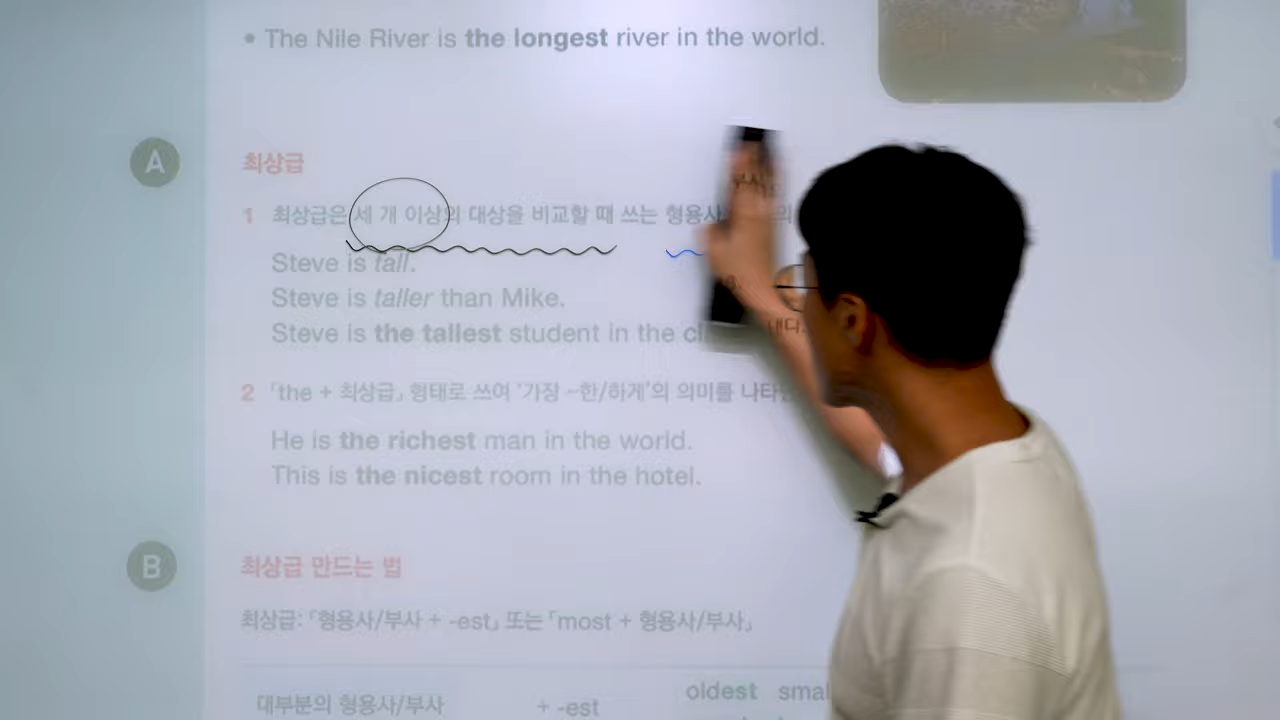 • The Nile River is the longest river in the world.
A
최상급
1 최상급은 세 개 이상의 대상을 비교할 때 쓰는 형용사
Steve is tall.
Steve is taller than Mike.
Steve is the tallest student in the
2 「the + 최상급」 형태로 쓰여 '가장 ~한/하게'의 의미를
He is the richest man in the world.
This is the nicest room in the hotel.
B
최상급 만드는 법
최상급: 「형용사/부사 + -est」 또는 「most + 형용사/부사」
대부분의 형용사/부사 + -est oldest